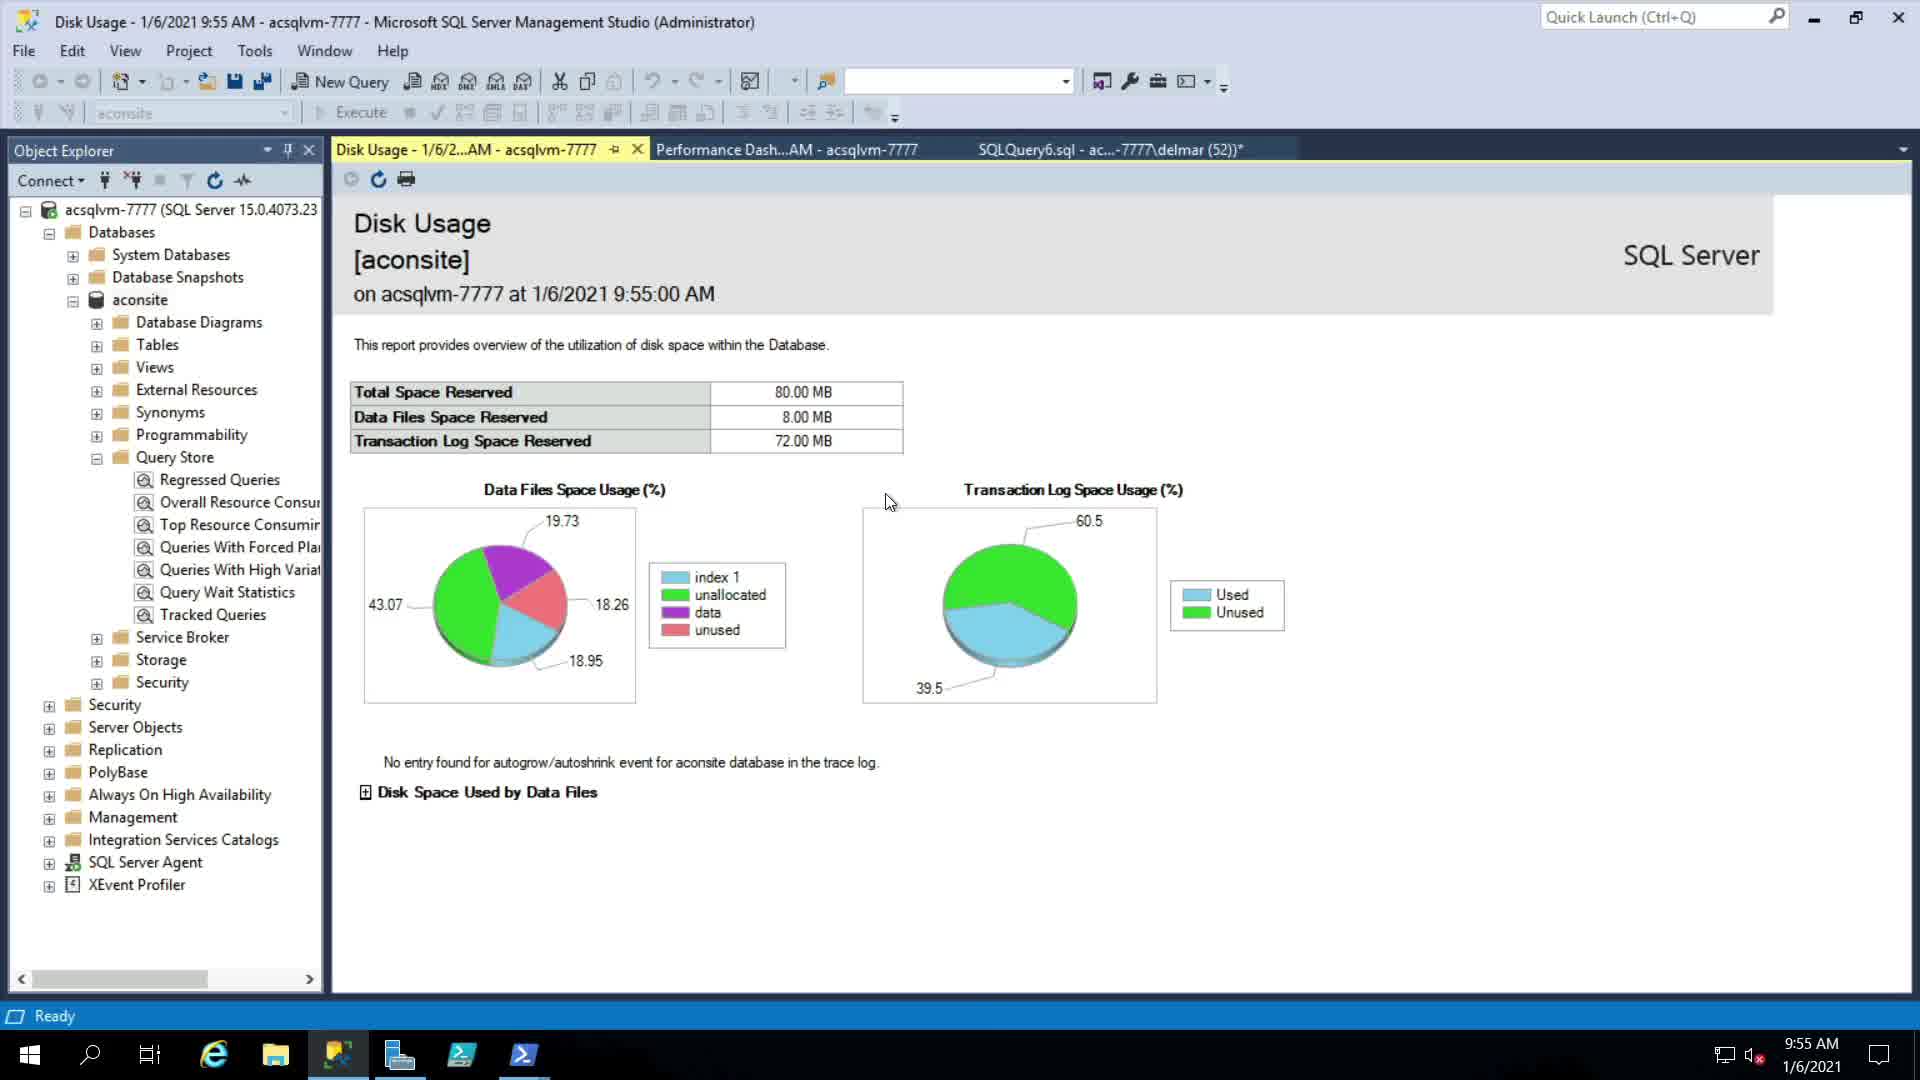 Disk Usage - 1/6/2021 9:55 AM - acsqlvm-7777 - Microsoft SQL Server Management Studio (Administrator)
Quick Launch (Ctrl+Q)
File Edit View Project Tools Window Help
New Query
MDX DMX XMLA DAX
aconsite
Execute
Object Explorer
Disk Usage - 1/6/2...AM - acsqlvm-7777
Performance Dash...AM - acsqlvm-7777
SQLQuery6.sql - ac...-7777\delmar (52))*
Connect
acsqlvm-7777 (SQL Server 15.0.4073.23
Databases
System Databases
Database Snapshots
aconsite
Database Diagrams
Tables
Views
External Resources
Synonyms
Programmability
Query Store
Regressed Queries
Overall Resource Consu
Top Resource Consumin
Queries With Forced Pla
Queries With High Variat
Query Wait Statistics
Tracked Queries
Service Broker
Storage
Security
Security
Server Objects
Replication
PolyBase
Always On High Availability
Management
Integration Services Catalogs
SQL Server Agent
XEvent Profiler
Disk Usage
[aconsite]
on acsqlvm-7777 at 1/6/2021 9:55:00 AM
SQL Server
This report provides overview of the utilization of disk space within the Database.
Total Space Reserved 80.00 MB
Data Files Space Reserved 8.00 MB
Transaction Log Space Reserved 72.00 MB
Data Files Space Usage (%)
19.73
43.07
18.26
18.95
index 1
unallocated
data
unused
Transaction Log Space Usage (%)
60.5
39.5
Used
Unused
No entry found for autogrow/autoshrink event for aconsite database in the trace log.
Disk Space Used by Data Files
Ready
9:55 AM
1/6/2021